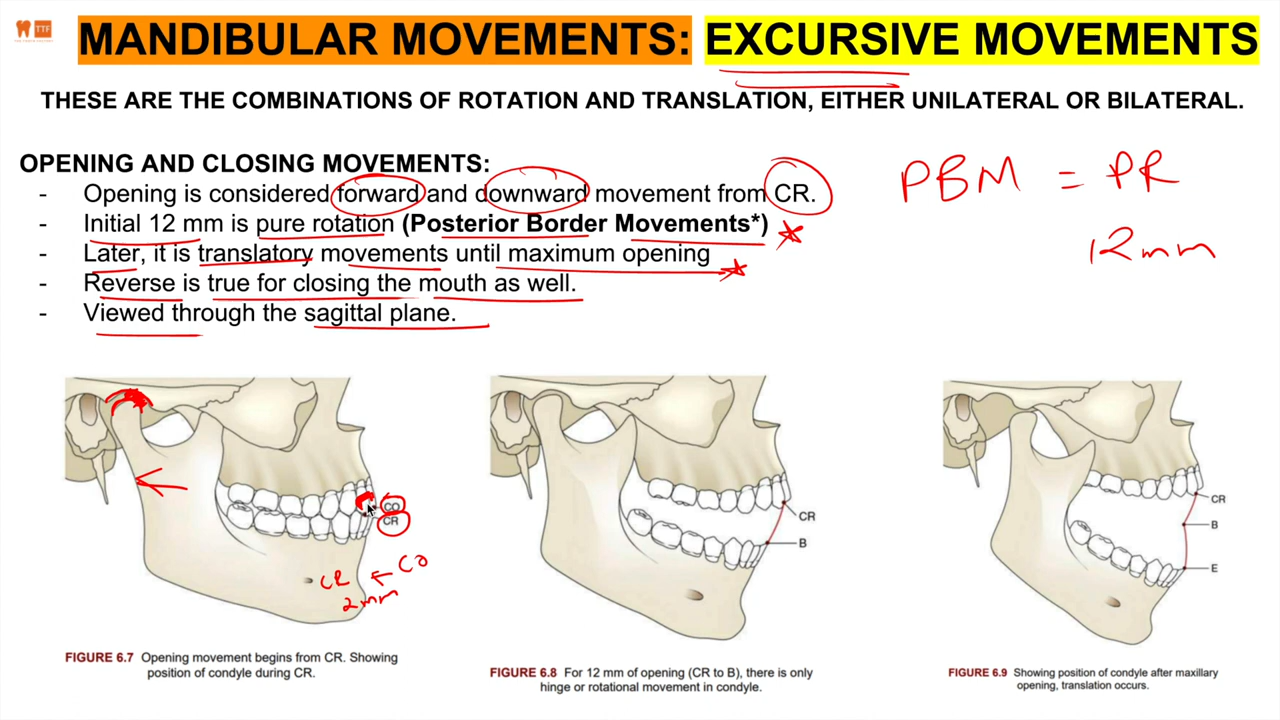 TTF
MANDIBULAR MOVEMENTS: EXCURSIVE MOVEMENTS
THESE ARE THE COMBINATIONS OF ROTATION AND TRANSLATION, EITHER UNILATERAL OR BILATERAL.
OPENING AND CLOSING MOVEMENTS:
- Opening is considered forward and downward movement from CR.
- Initial 12 mm is pure rotation (Posterior Border Movements*)
- Later, it is translatory movements until maximum opening
- Reverse is true for closing the mouth as well.
- Viewed through the sagittal plane.
PBM = PR
12mm
CO
CR
CR ← CO
2mm
CR
B
CR
B
E
FIGURE 6.7 Opening movement begins from CR. Showing
position of condyle during CR.
FIGURE 6.8 For 12 mm of opening (CR to B), there is only
hinge or rotational movement in condyle.
FIGURE 6.9 Showing position of condyle after maxillary
opening, translation occurs.